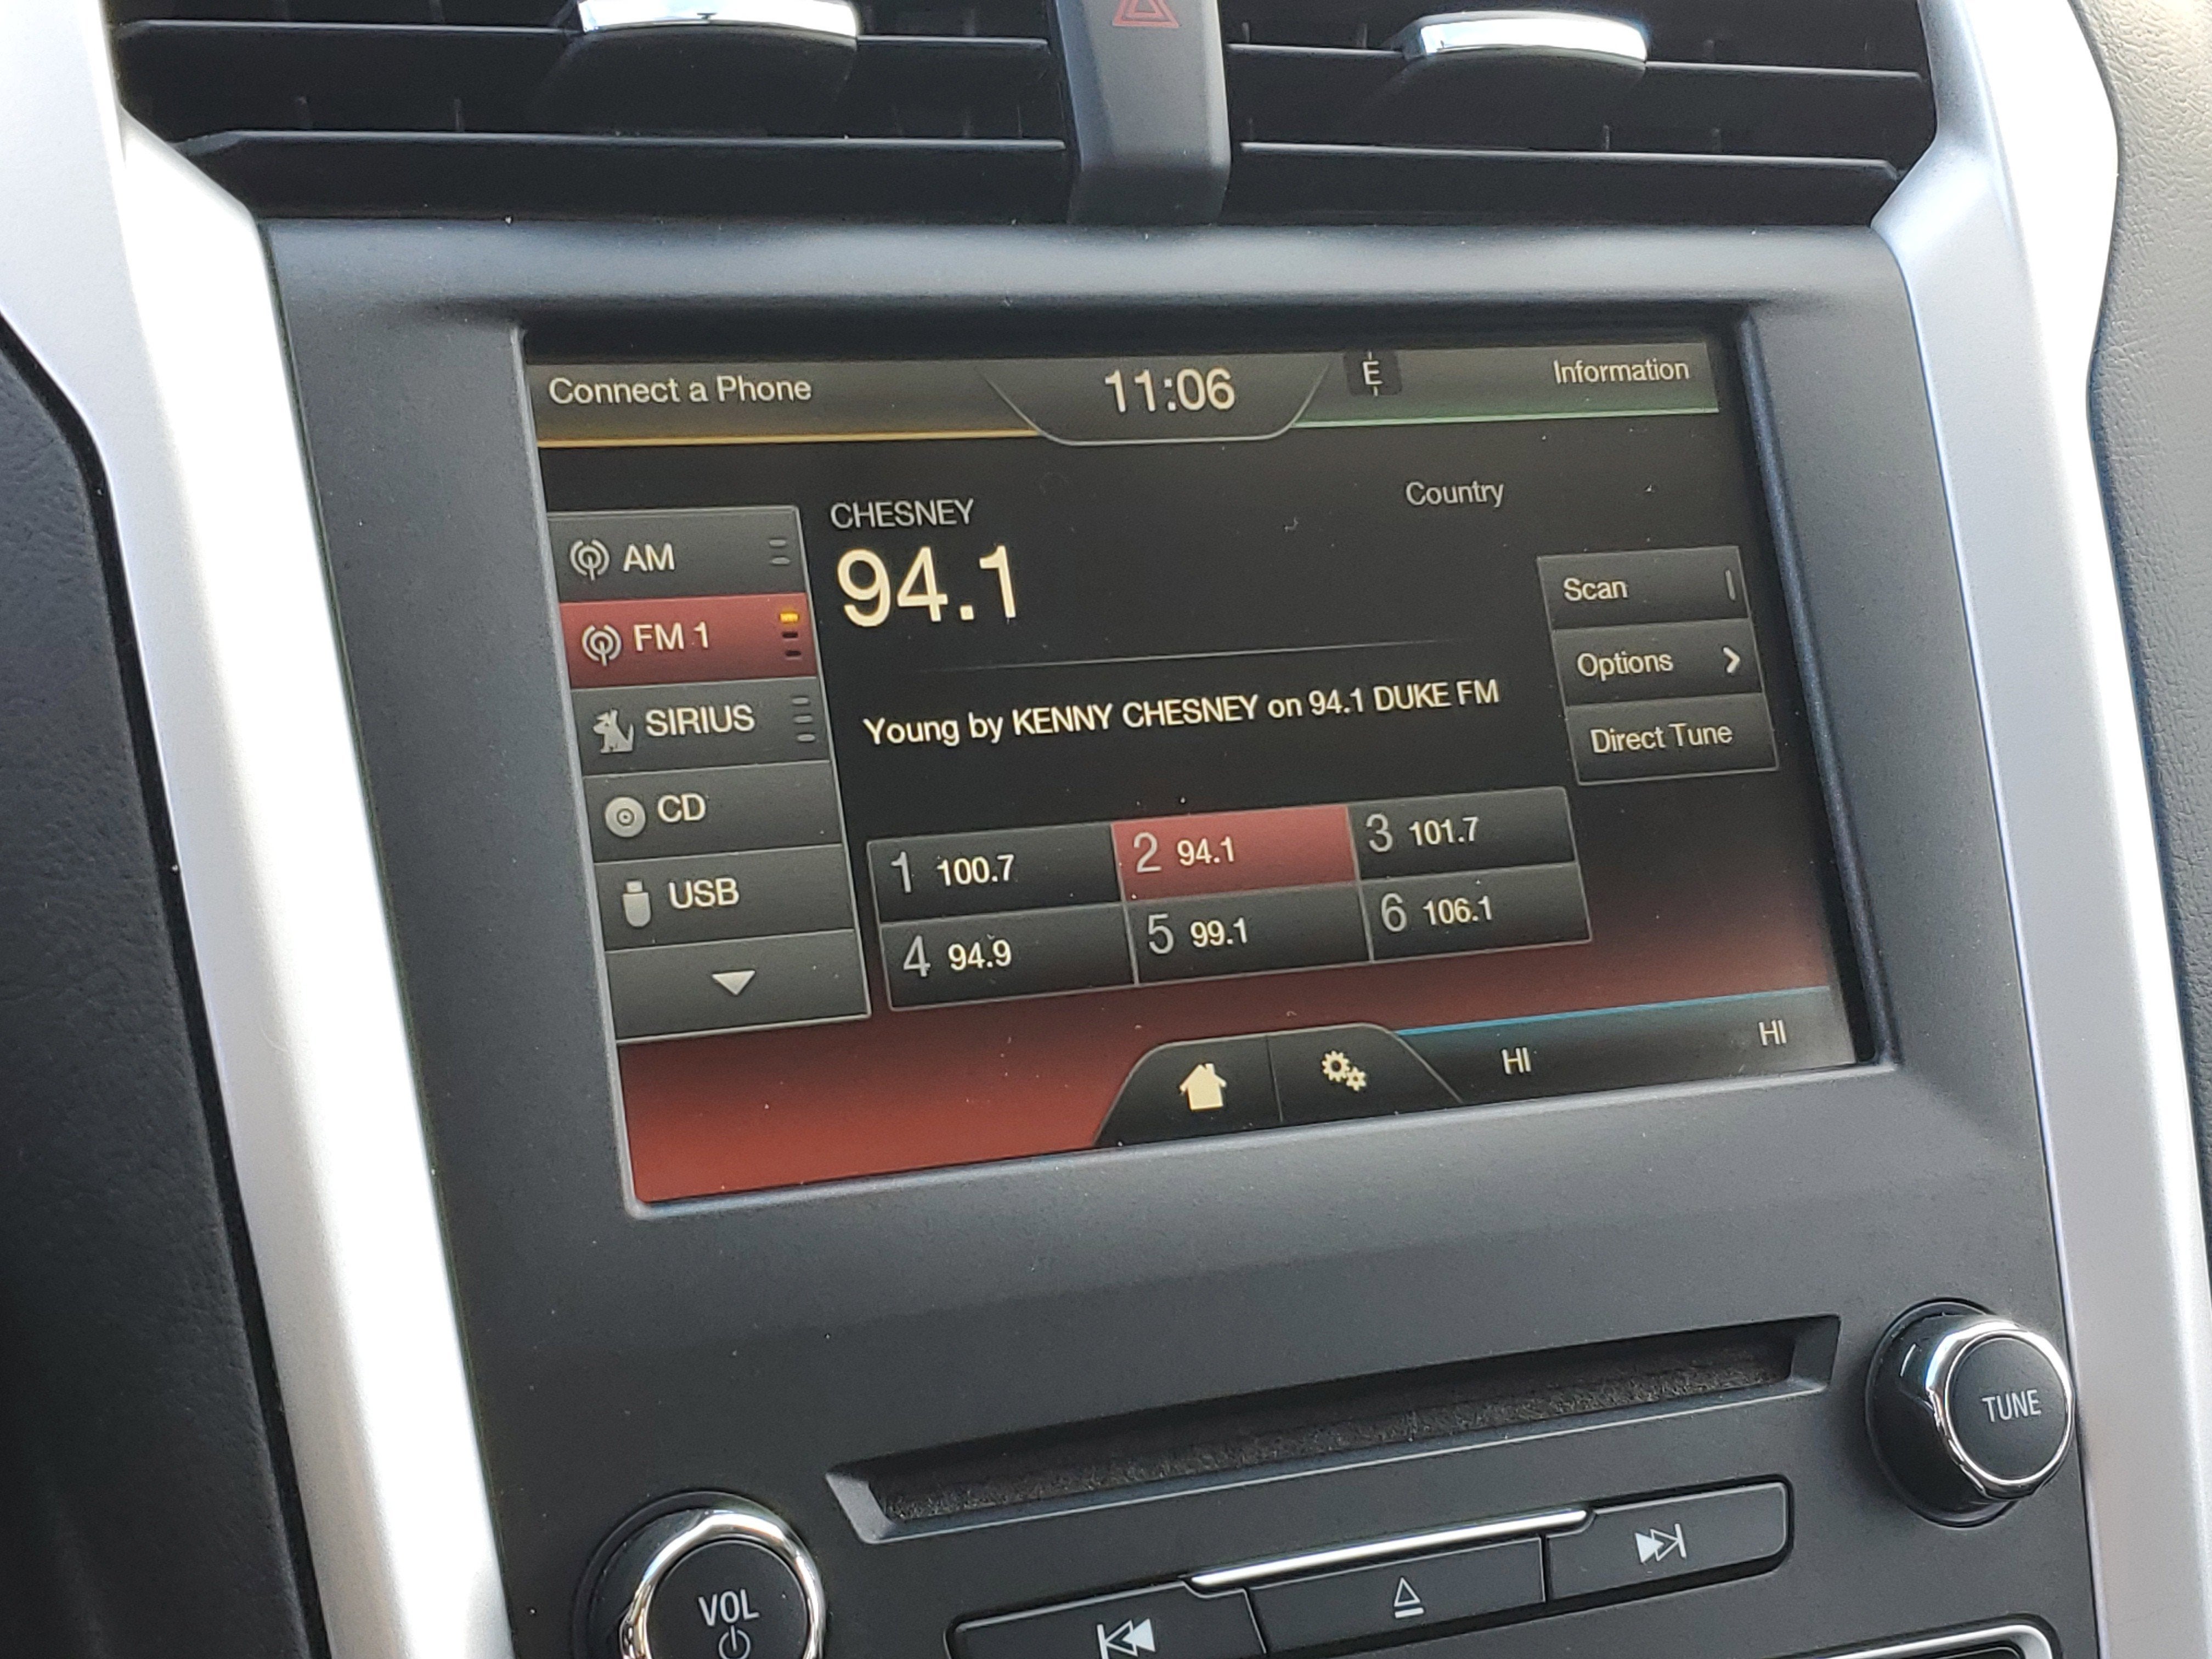 Connect a Phone 11:06 E Information
CHESNEY Country
94.1
AM
FM 1
SIRIUS
CD
USB
Young by KENNY CHESNEY on 94.1 DUKE FM
Scan
Options
Direct Tune
1 100.7 2 94.1 3 101.7
4 94.9 5 99.1 6 106.1
HI HI
TUNE
VOL